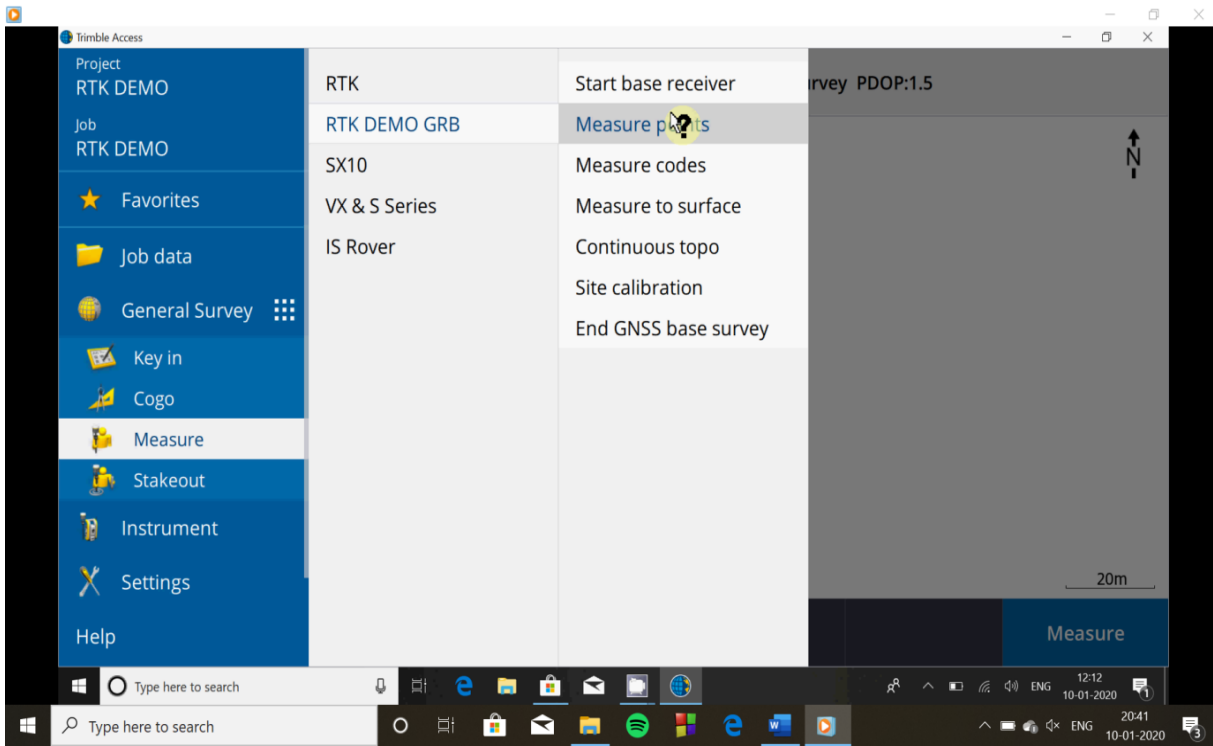 Trimble Access
Project
RTK DEMO
Job
RTK DEMO
Favorites
Job data
General Survey
Key in
Cogo
Measure
Stakeout
Instrument
Settings
Help
RTK
RTK DEMO GRB
SX10
VX & S Series
IS Rover
Start base receiver
Measure
Measure codes
Measure to surface
Continuous topo
Site calibration
End GNSS base survey
PDOP:1.5
N
20m
Measure
Type here to search
ENG
12:12
10-01-2020
1
Type here to search
ENG
20:41
10-01-2020
3